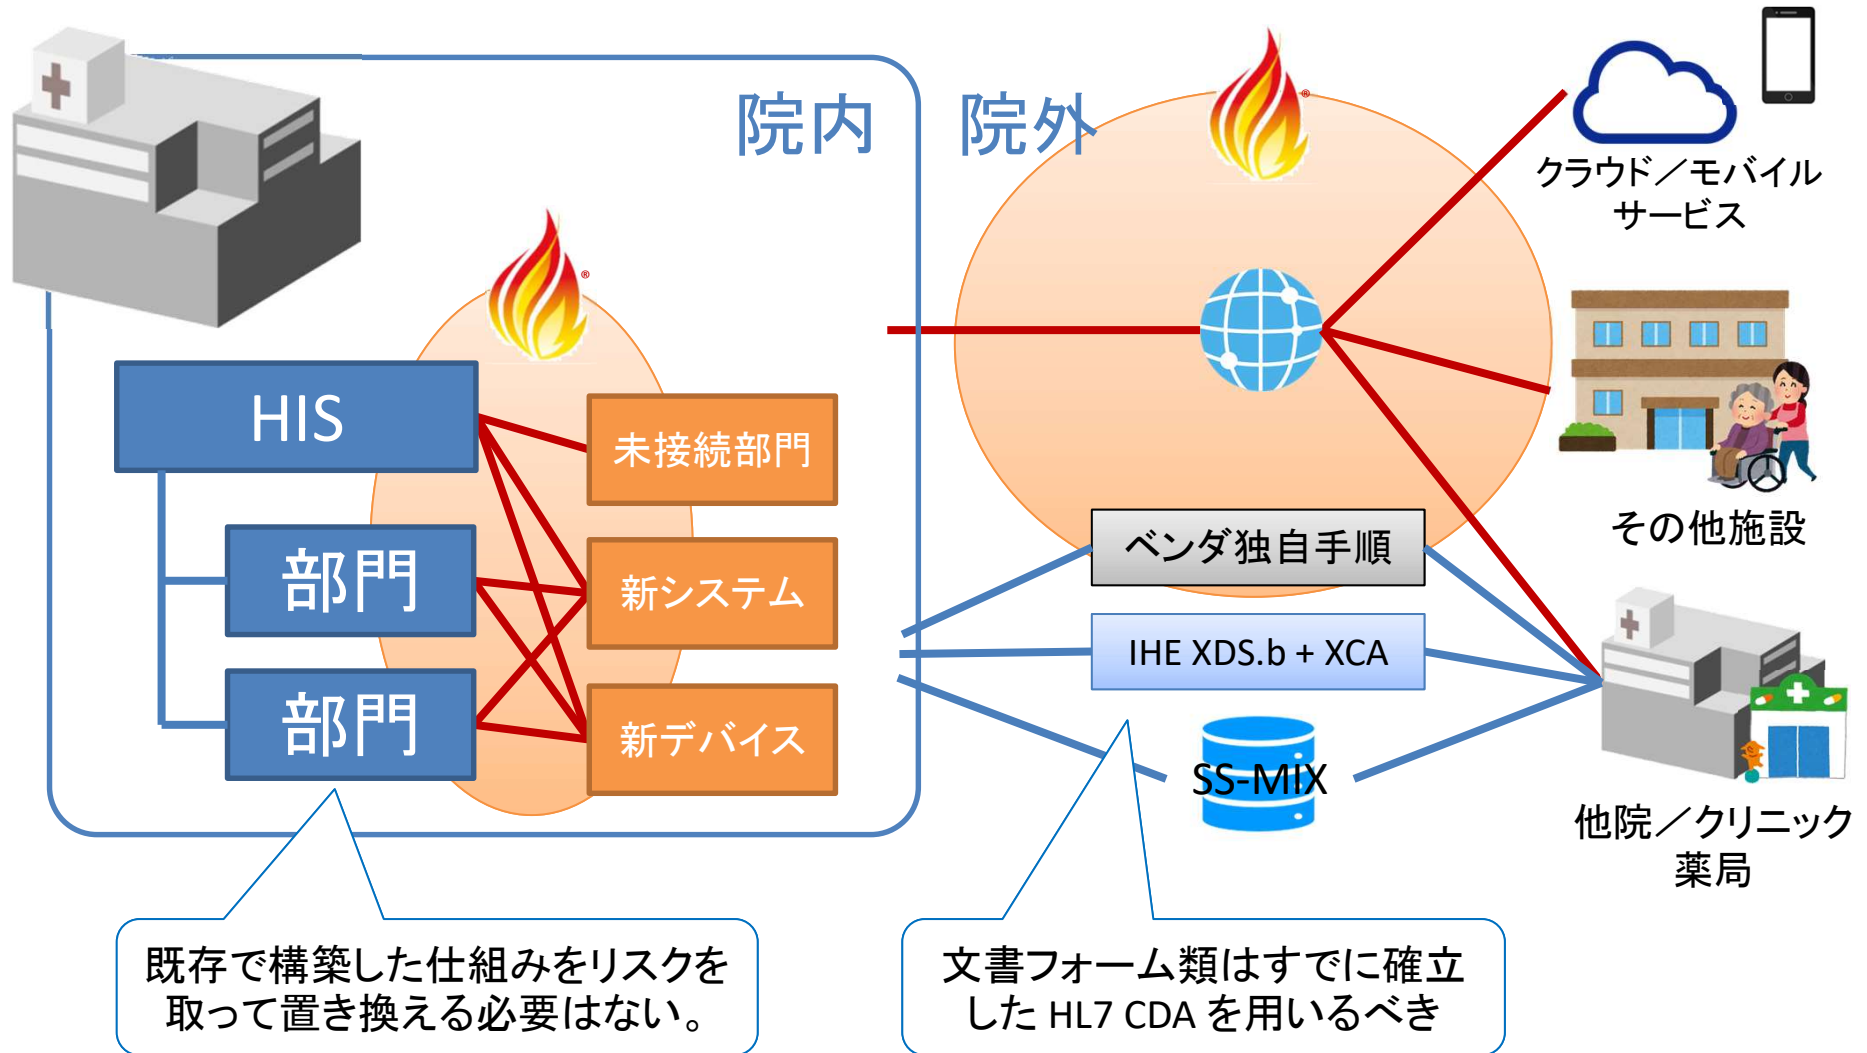 院内
院外
®
®
クラウド／モバイル
サービス
HIS
未接続部門
部門
新システム
部門
新デバイス
その他施設
ベンダ独自手順
IHE XDS.b + XCA
SS-MIX
他院／クリニック
薬局
既存で構築した仕組みをリスクを
取って置き換える必要はない。
文書フォーム類はすでに確立
した HL7 CDA を用いるべき